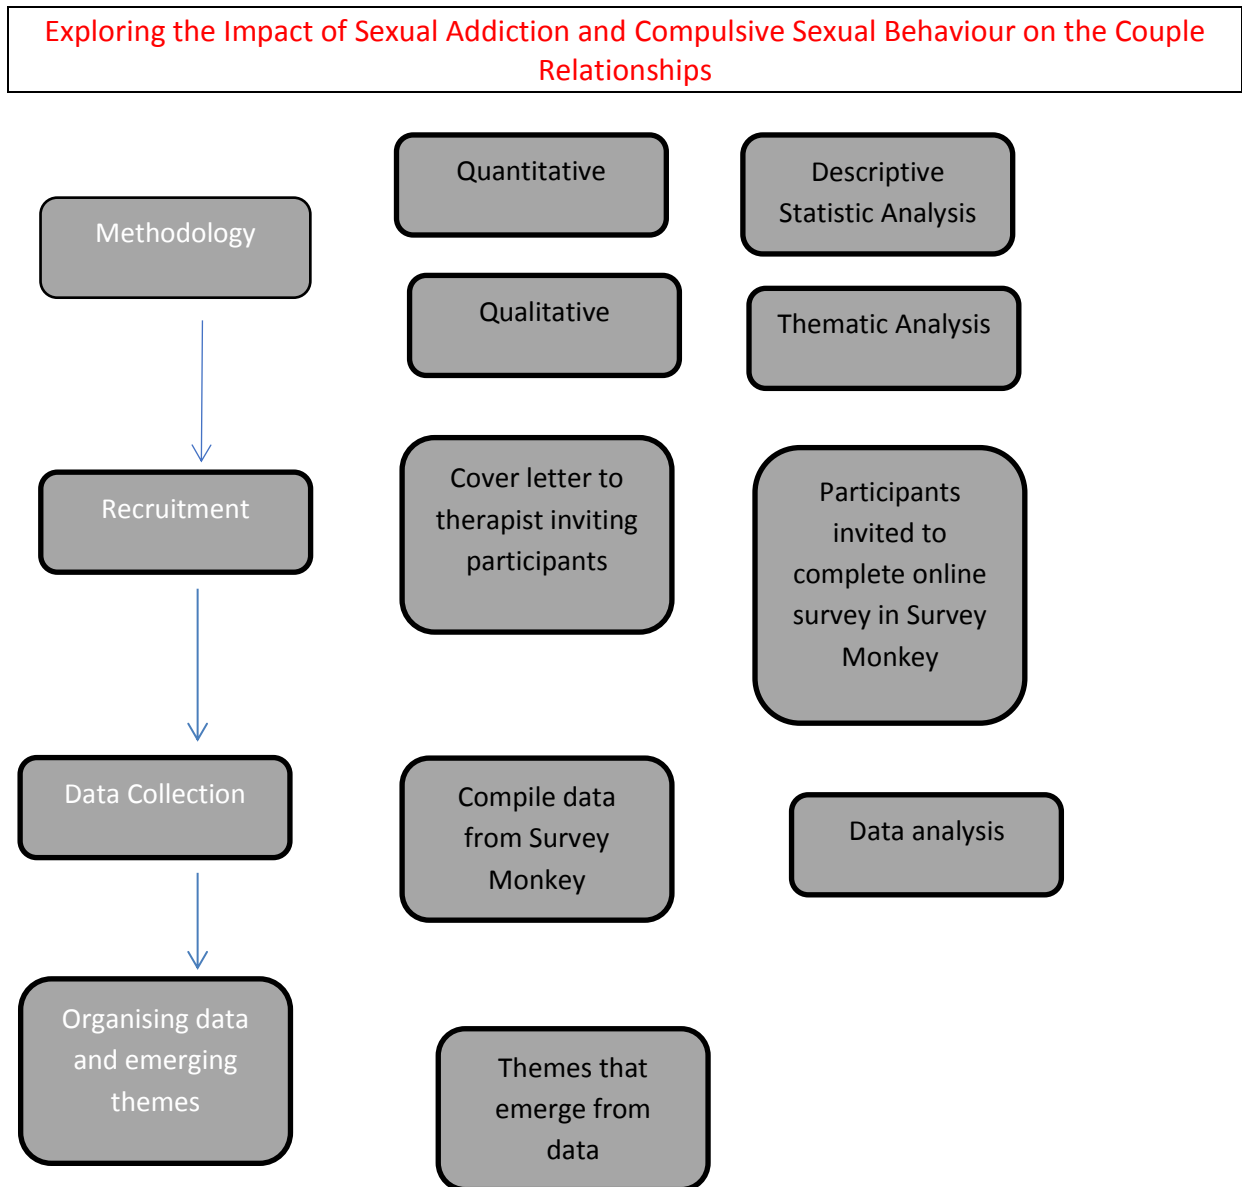 Exploring the Impact of Sexual Addiction and Compulsive Sexual Behaviour on the Couple
Relationships
Methodology
Quantitative
Descriptive
Statistic Analysis
Qualitative
Thematic Analysis
Recruitment
Cover letter to
therapist inviting
participants
Participants
invited to
complete online
survey in Survey
Monkey
Data Collection
Compile data
from Survey
Monkey
Data analysis
Organising data
and emerging
themes
Themes that
emerge from
data